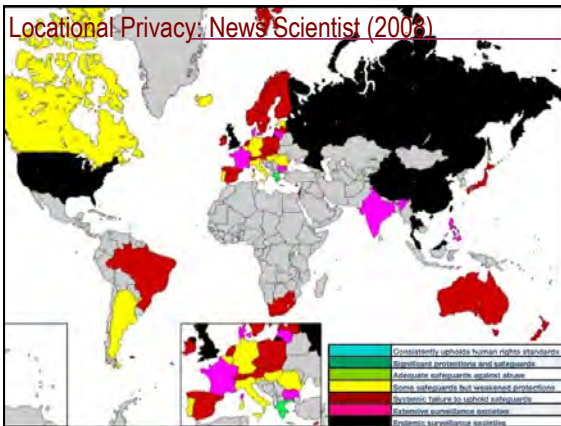 Locational Privacy: News Scientist (2008)
Consistently upholds human rights standards
Significant protections and safeguards
Adequate safeguards against abuse
Some safeguards but weakened protections
Systemic failure to uphold safeguards
Extensive surveillance societies
Endemic surveillance societies